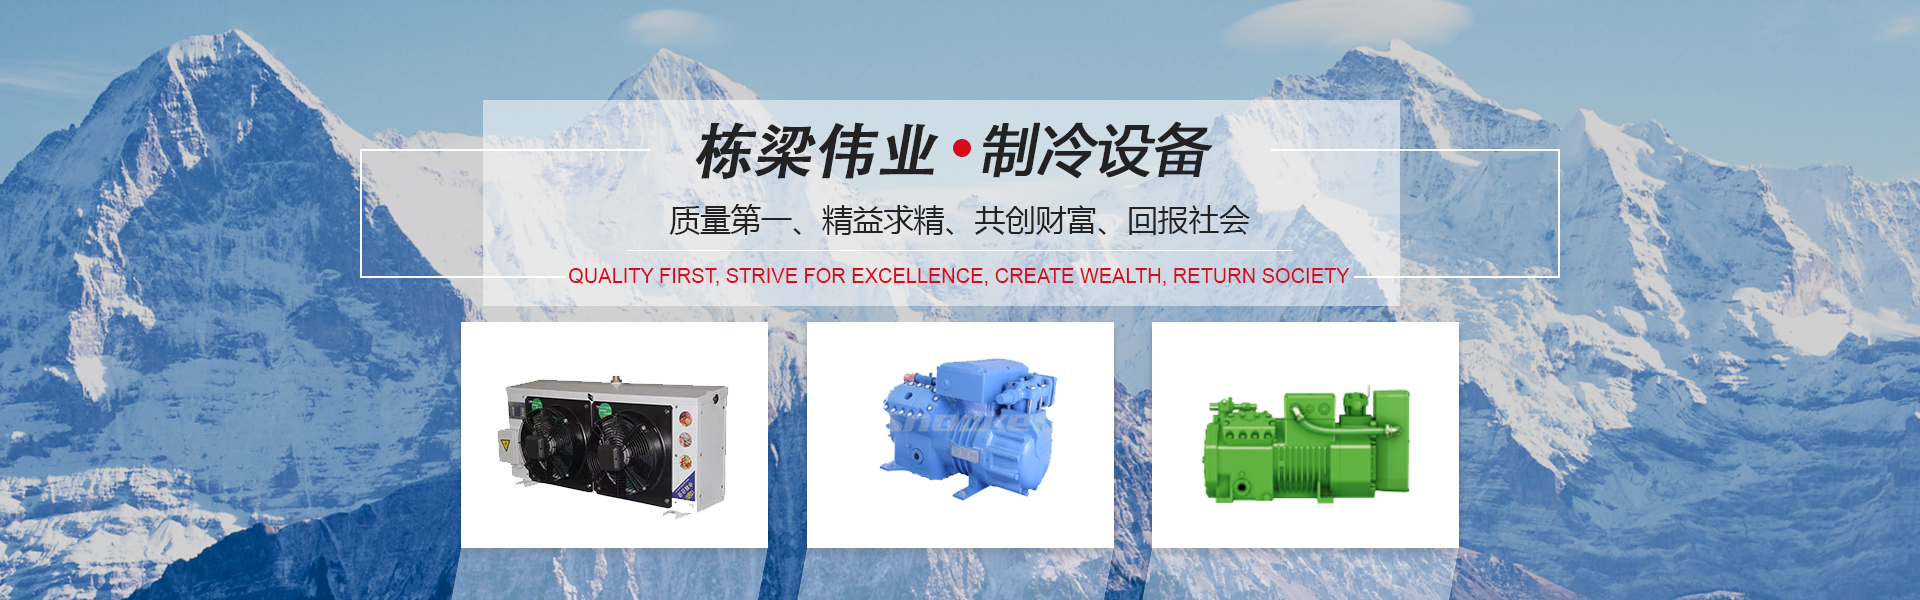 栋梁伟业•制冷设备
质量第一、精益求精、共创财富、回报社会
QUALITY FIRST, STRIVE FOR EXCELLENCE, CREATE WEALTH, RETURN SOCIETY